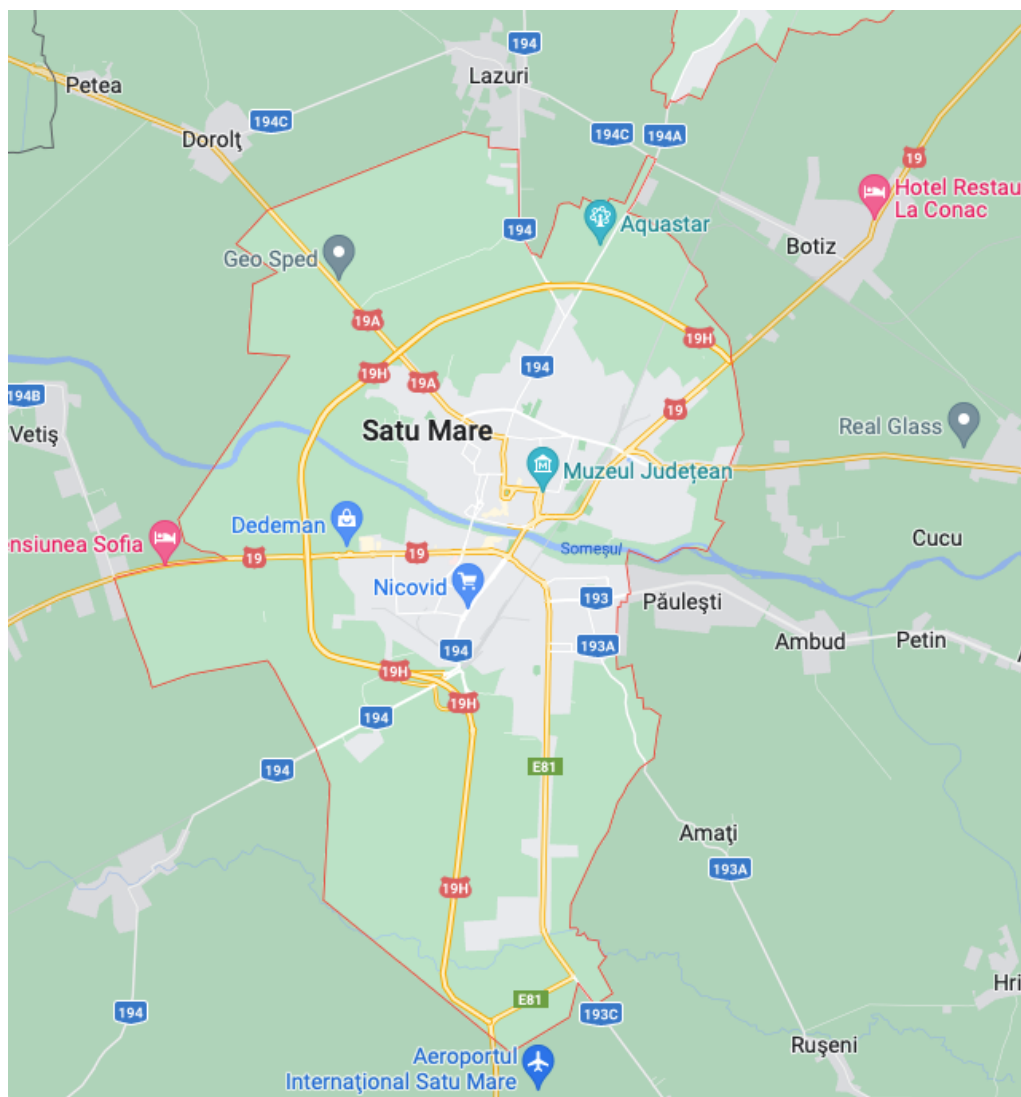 194
Lazuri
Petea
194C
Dorolţ
194C
194A
19
Hotel Restau
La Conac
Aquastar
194
Botiz
Geo Sped
19A
19H
194
19H
19A
194B
19
Vetiş
Satu Mare
Real Glass
Muzeul Județean
Dedeman
ensiunea Sofia
19
19
Someșul
Cucu
Nicovid
193
Păuleşti
194
193A
Ambud
Petin
19H
19H
194
194
E81
Amaţi
193A
19H
Hri
E81
194
193C
Ruşeni
Aeroportul
Internaţional Satu Mare